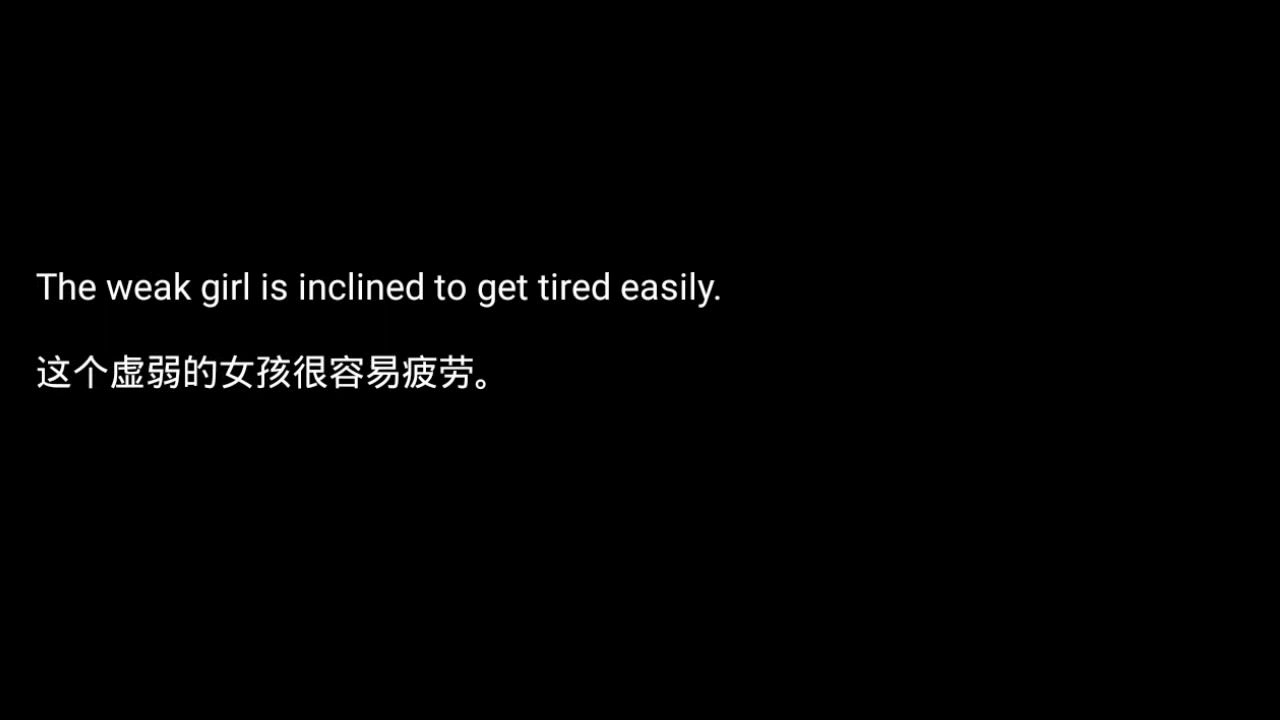 The weak girl is inclined to get tired easily.
这个虚弱的女孩很容易疲劳。